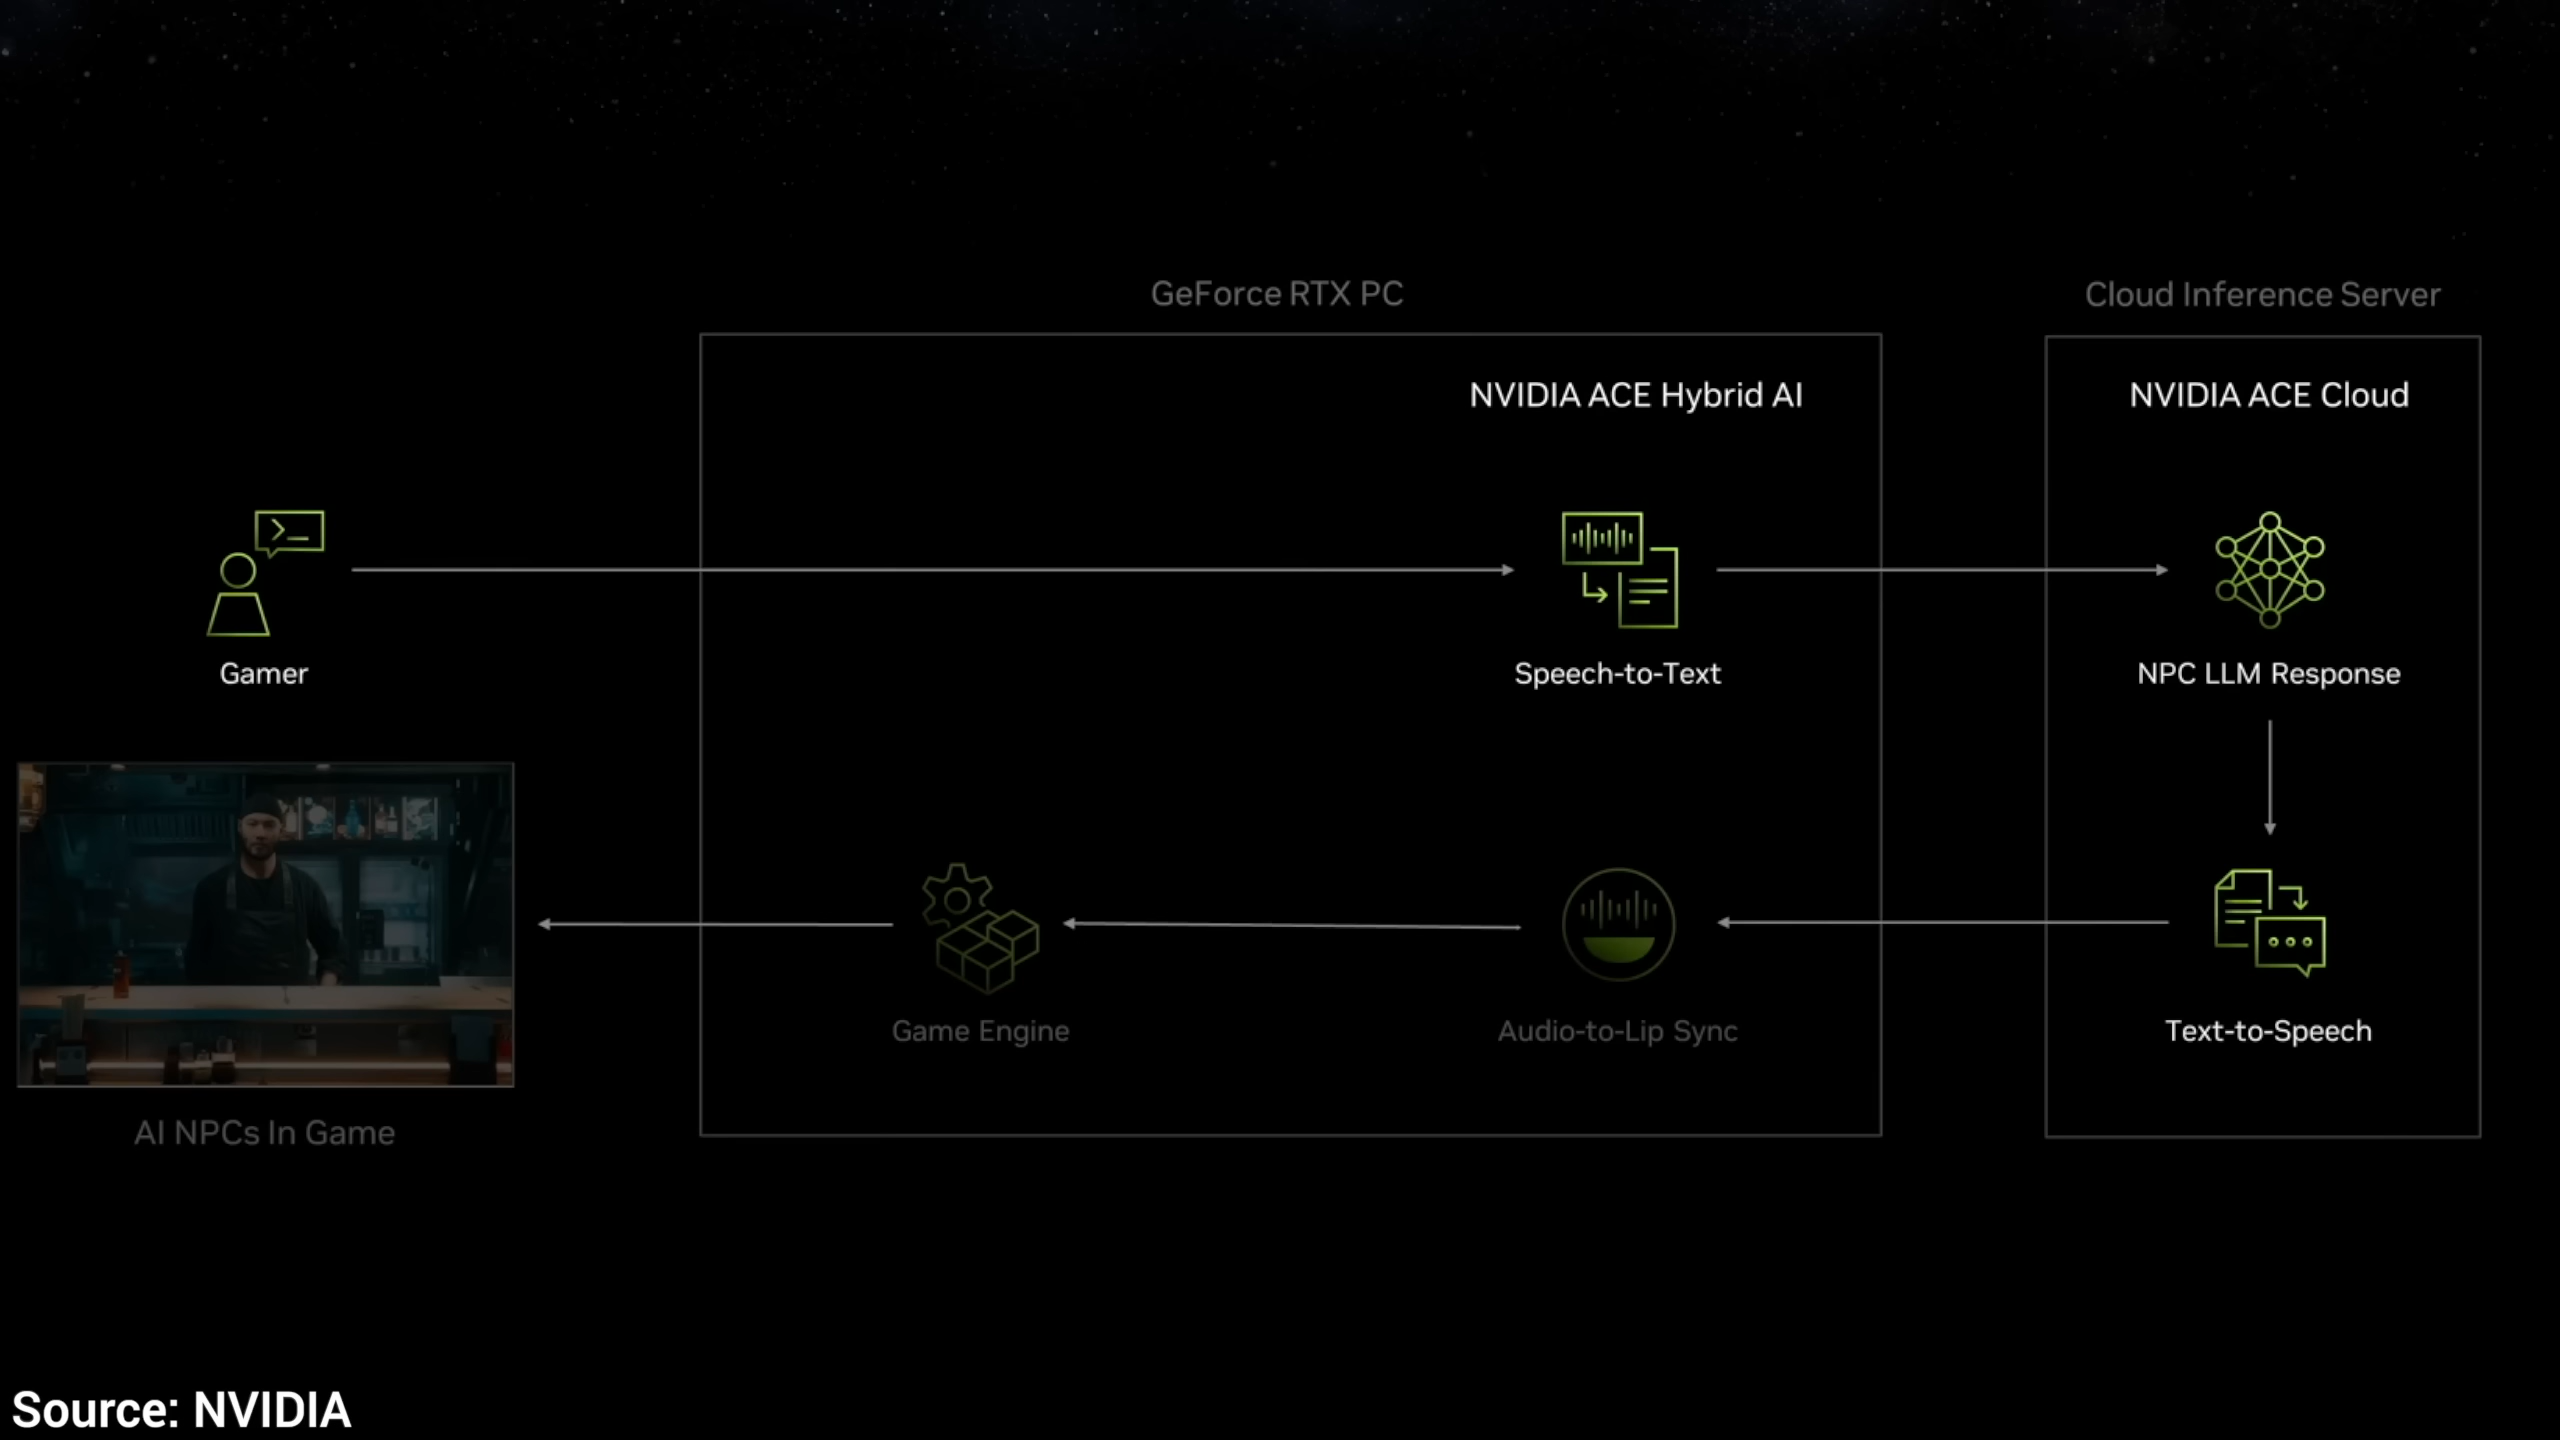 GeForce RTX PC
Cloud Inference Server
NVIDIA ACE Hybrid AI
NVIDIA ACE Cloud
Gamer
Speech-to-Text
NPC LLM Response
Game Engine
Audio-to-Lip Sync
Text-to-Speech
AI NPCs In Game
Source: NVIDIA